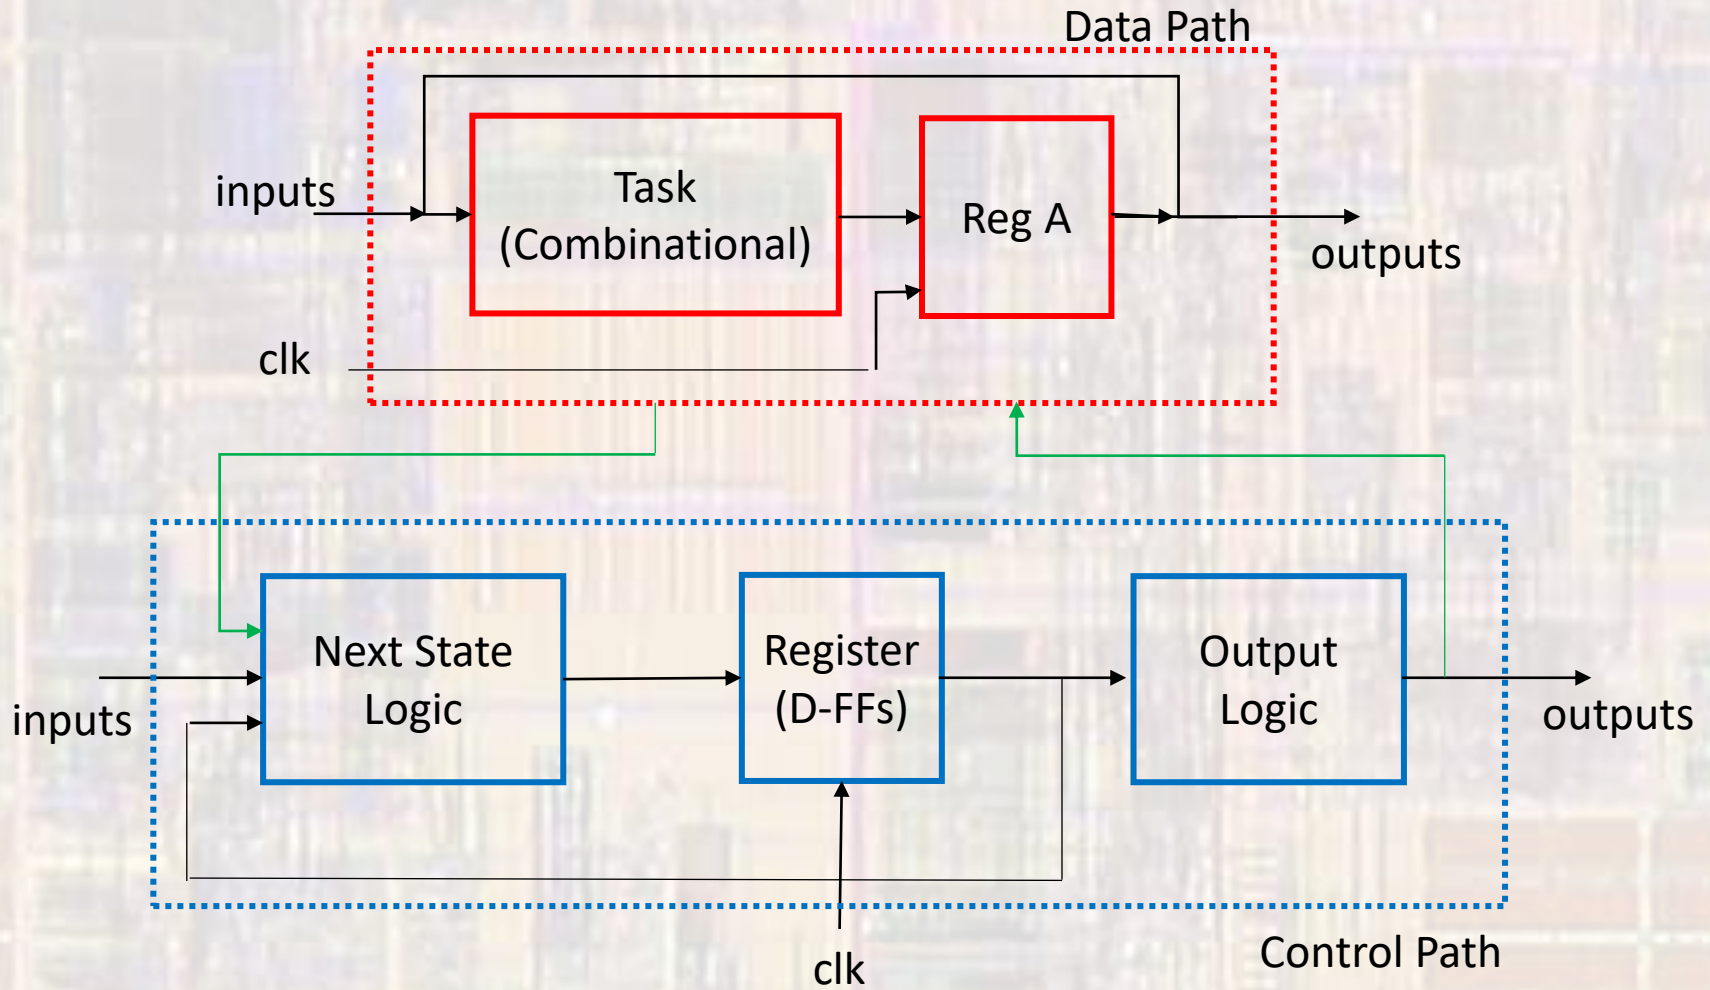 Data Path
inputs
Task
(Combinational)
Reg A
outputs
clk
Next State
Logic
Register
(D-FFs)
Output
Logic
inputs
outputs
clk
Control Path